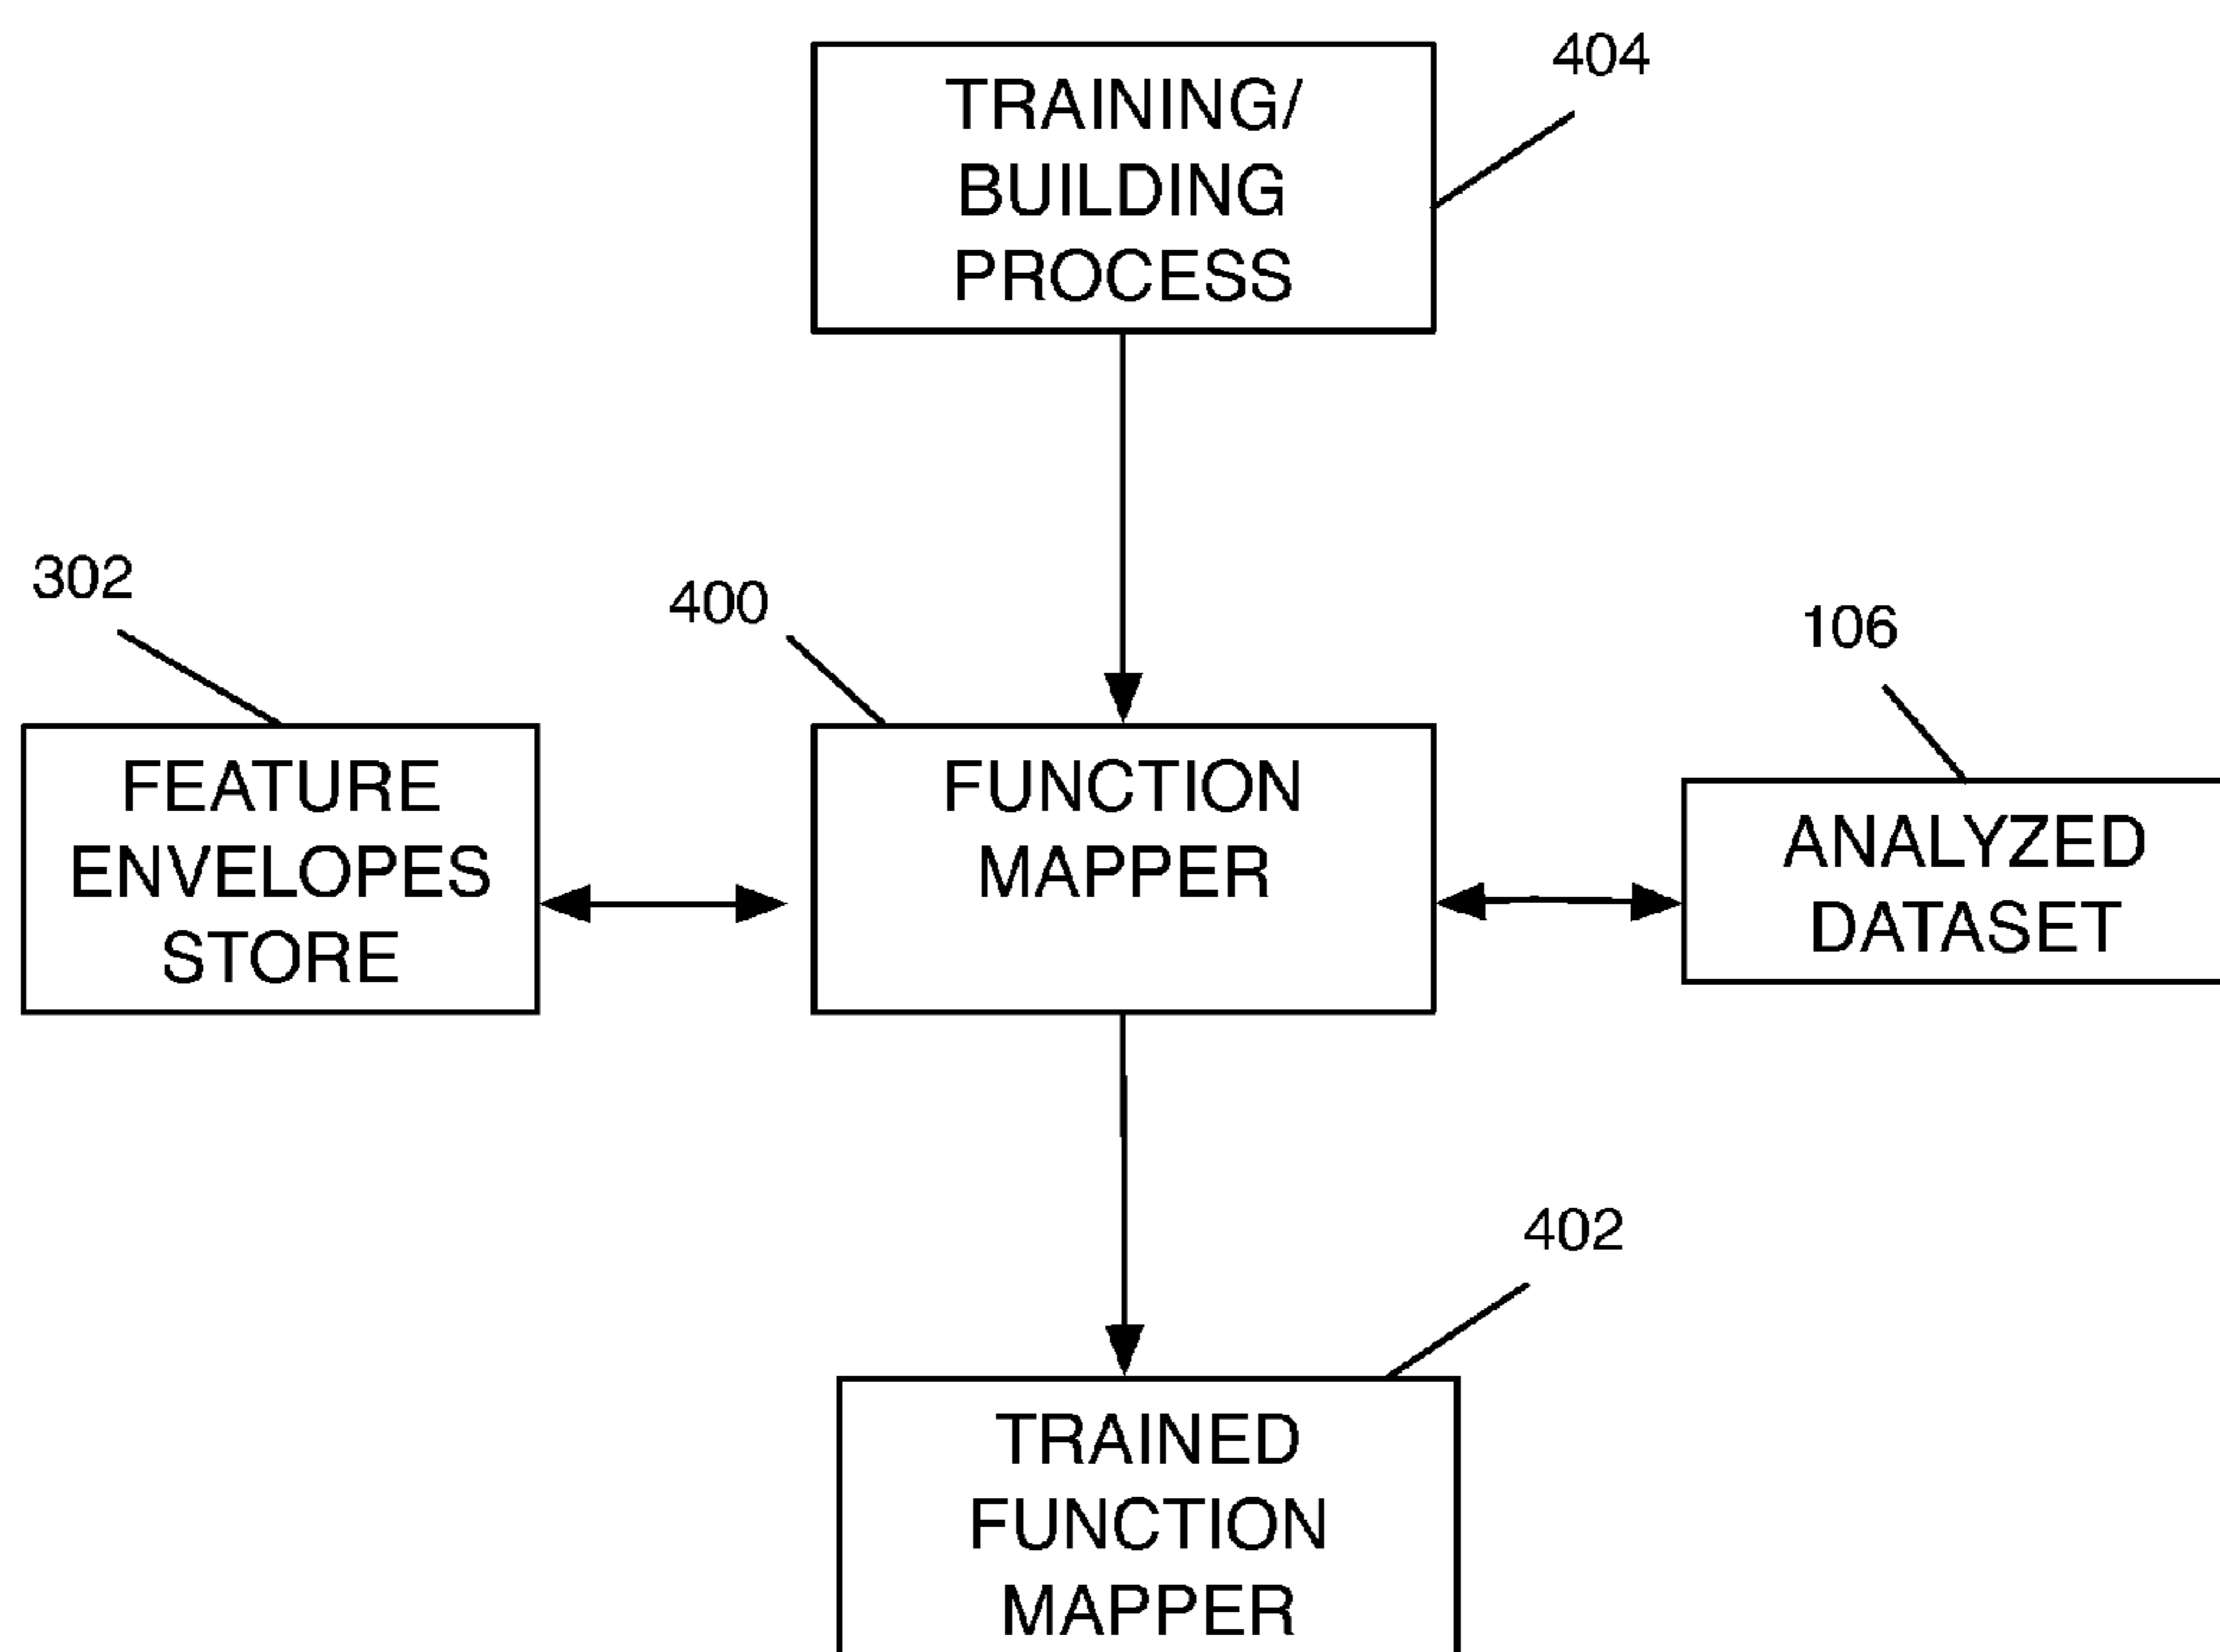 404
TRAINING/
BUILDING
PROCESS
302
400
106
FEATURE
ENVELOPES
STORE
FUNCTION
MAPPER
ANALYZED
DATASET
402
TRAINED
FUNCTION
MAPPER